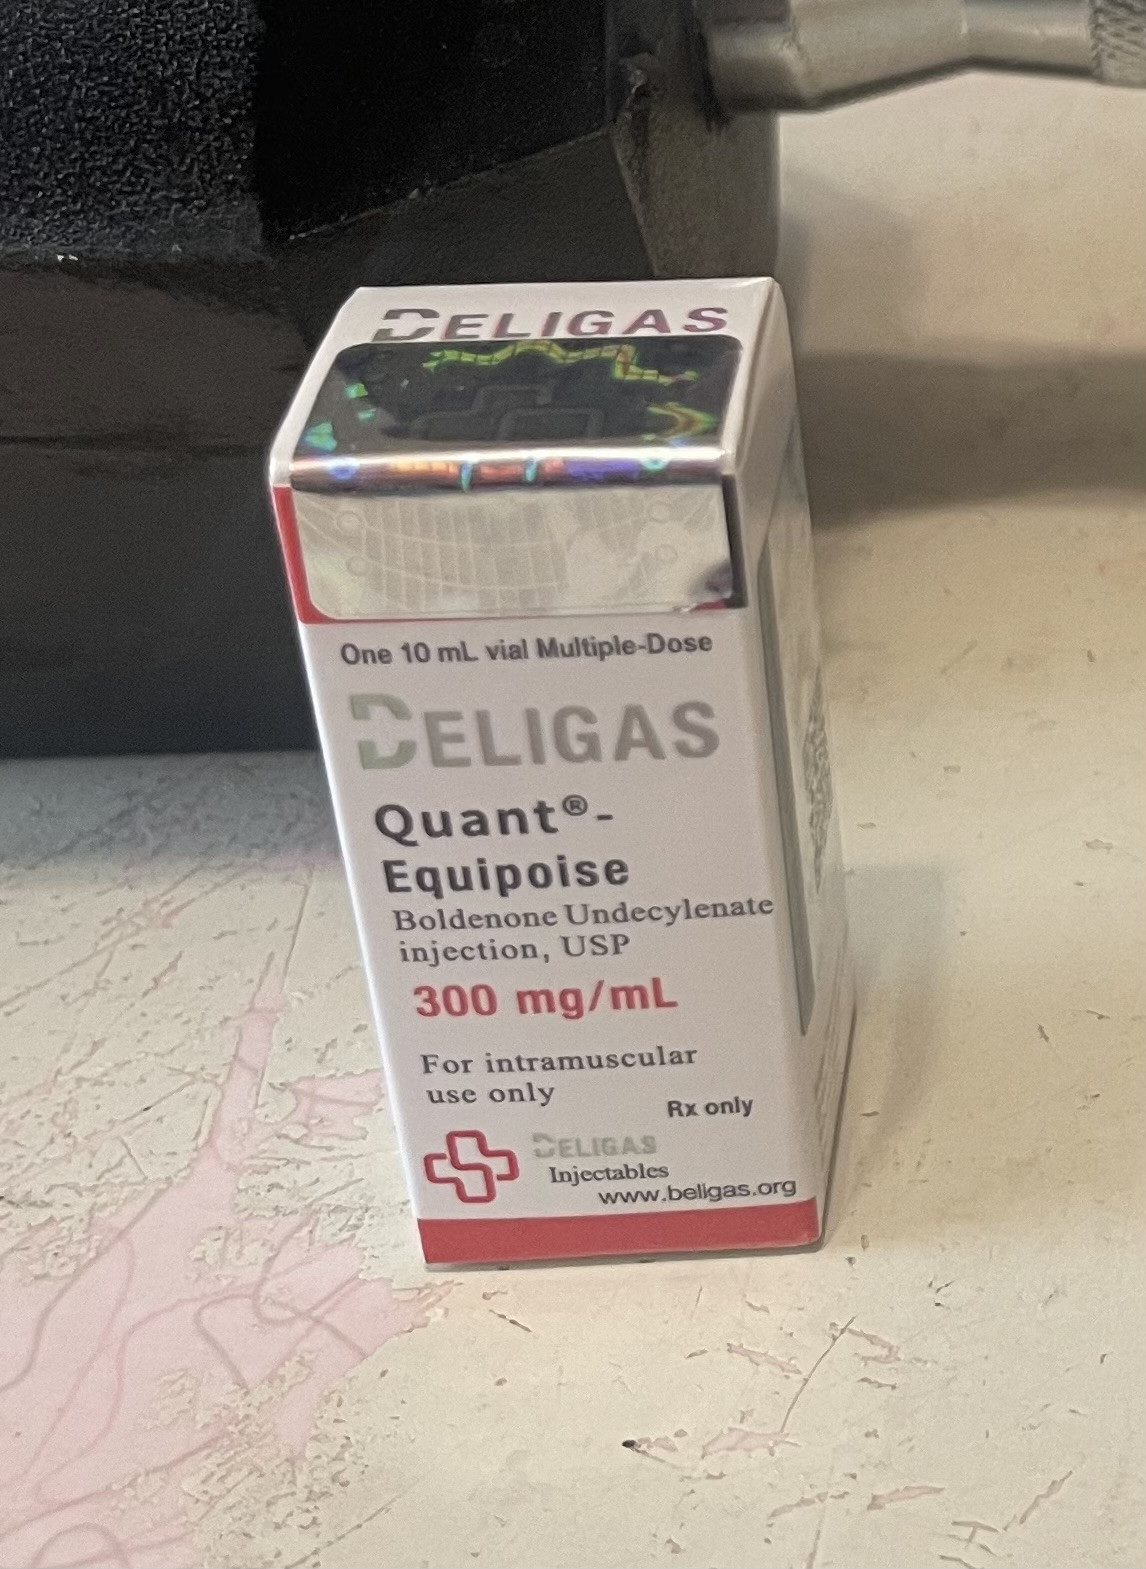 BELIGAS
One 10 mL vial Multiple-Dose
BELIGAS
Quant®-
Equipoise
Boldenone Undecylenate
injection, USP
300 mg/mL
For intramuscular
use only
Rx only
BELIGAS
Injectables
www.beligas.org